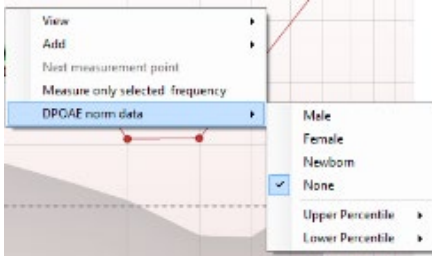 View
Add
Next measurement point
Measure only selected frequency
DPOAE norm data
Male
Female
Newborn
None
Upper Percentile
Lower Percentile